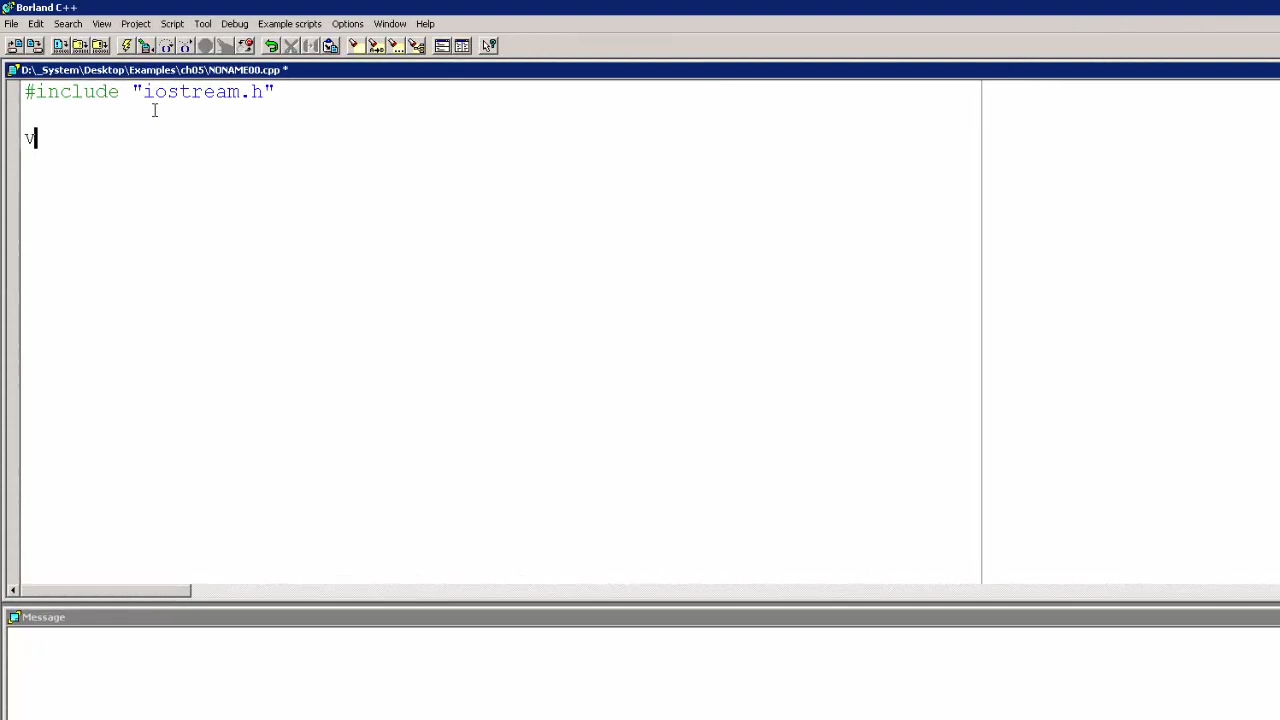 Borland C++
File Edit Search View Project Script Tool Debug Example scripts Options Window Help
D:\_System\Desktop\Examples\ch05\NONAME00.cpp *
#include "iostream.h"
v
Message